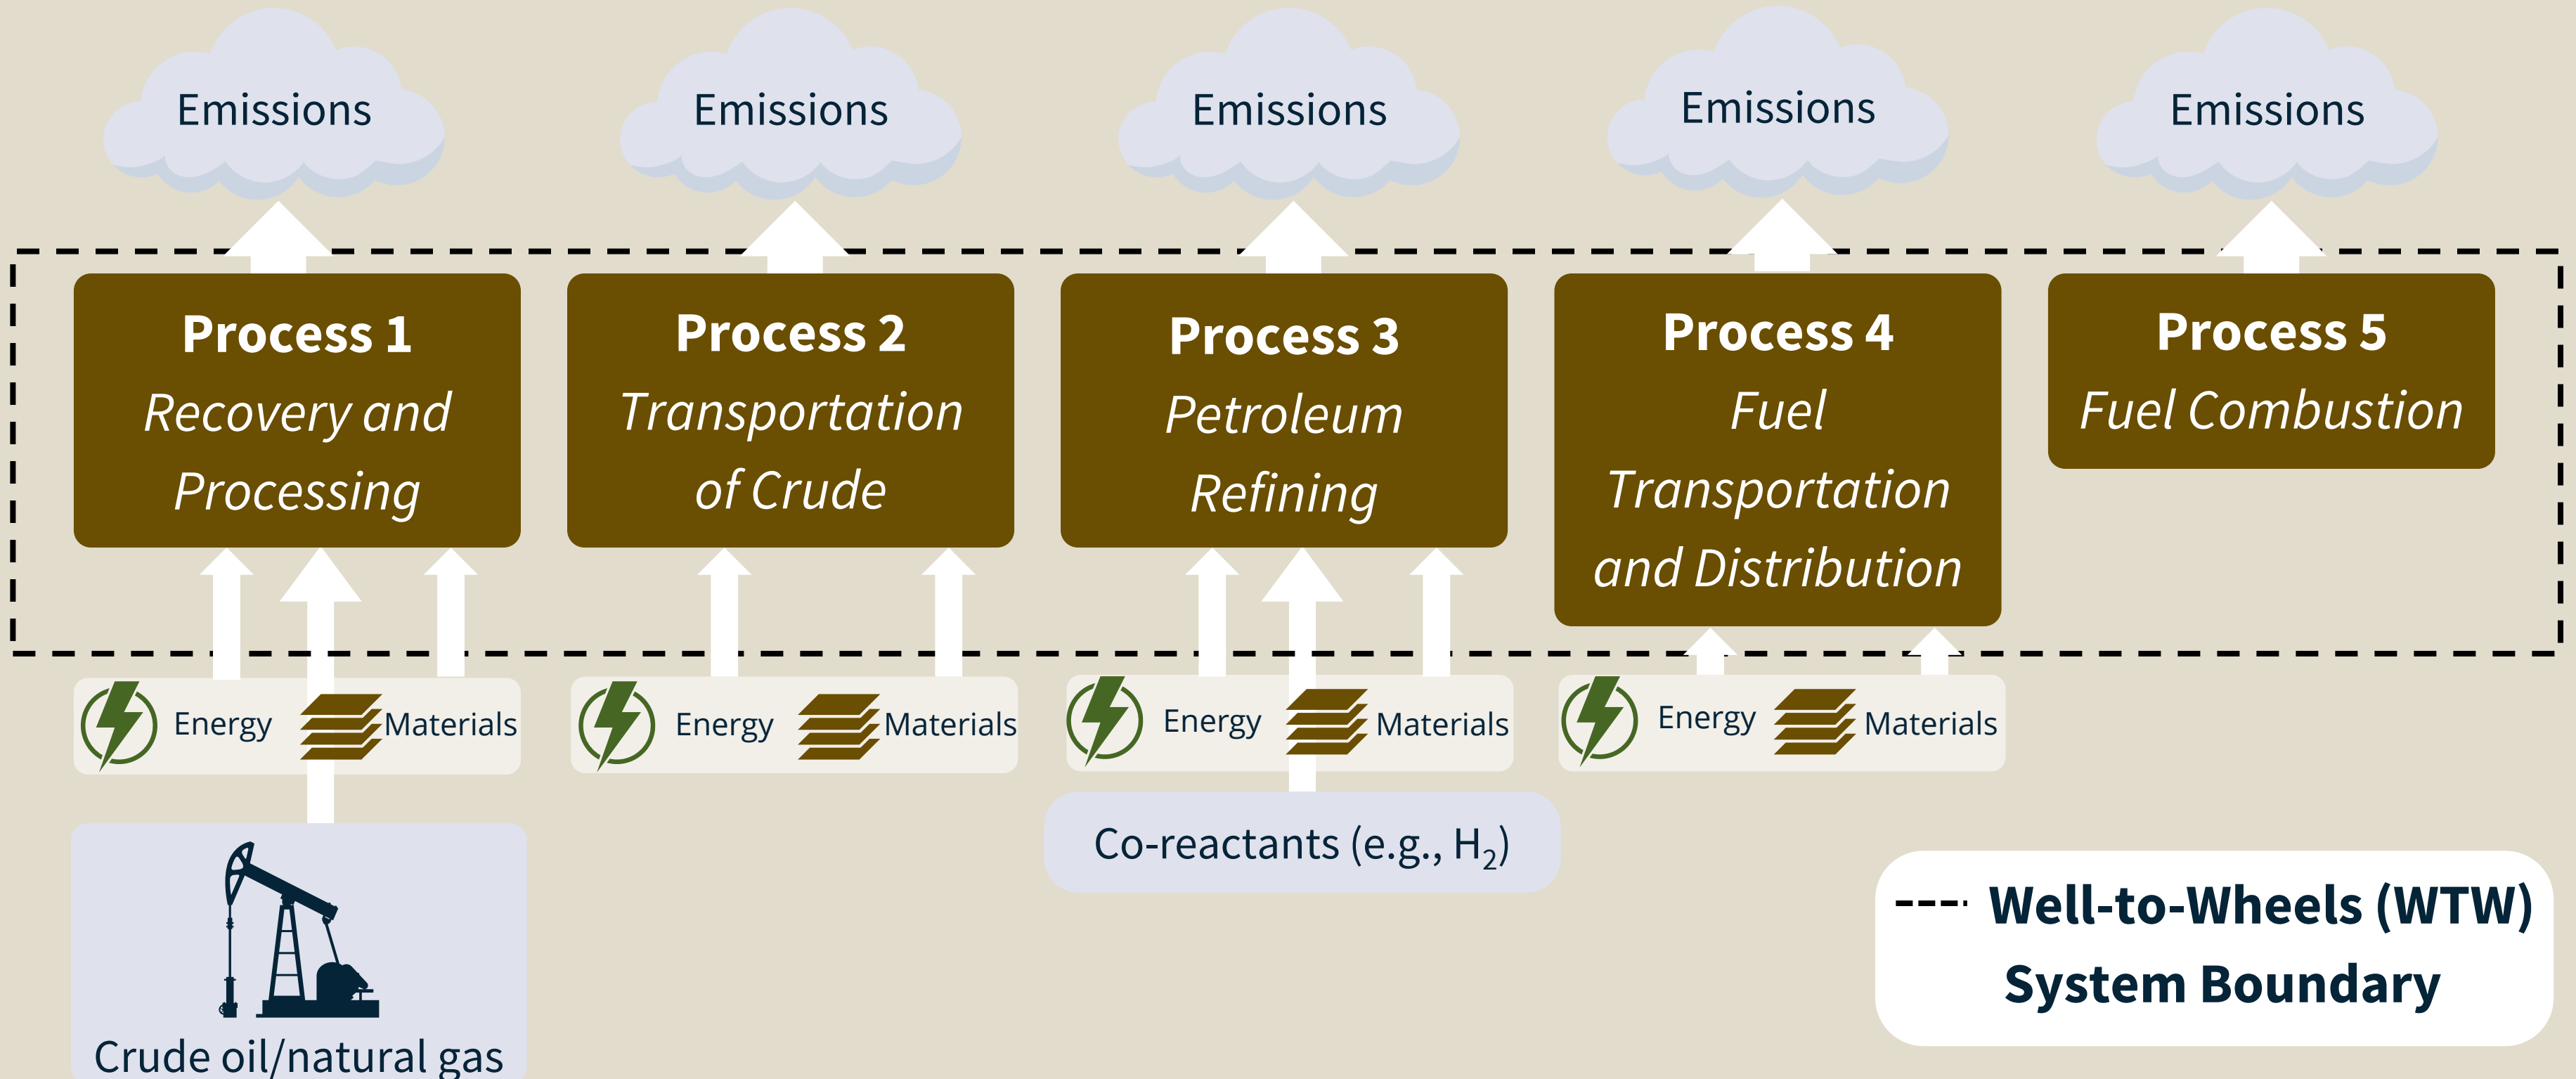 Emissions
Emissions
Emissions
Emissions
Emissions
Process 1
Recovery and
Processing
Process 2
Transportation
of Crude
Process 3
Petroleum
Refining
Process 4
Fuel
Transportation
and Distribution
Process 5
Fuel Combustion
Energy
Materials
Energy
Materials
Energy
Materials
Energy
Materials
Crude oil/natural gas
Co-reactants (e.g., H₂)
Well-to-Wheels (WTW)
System Boundary